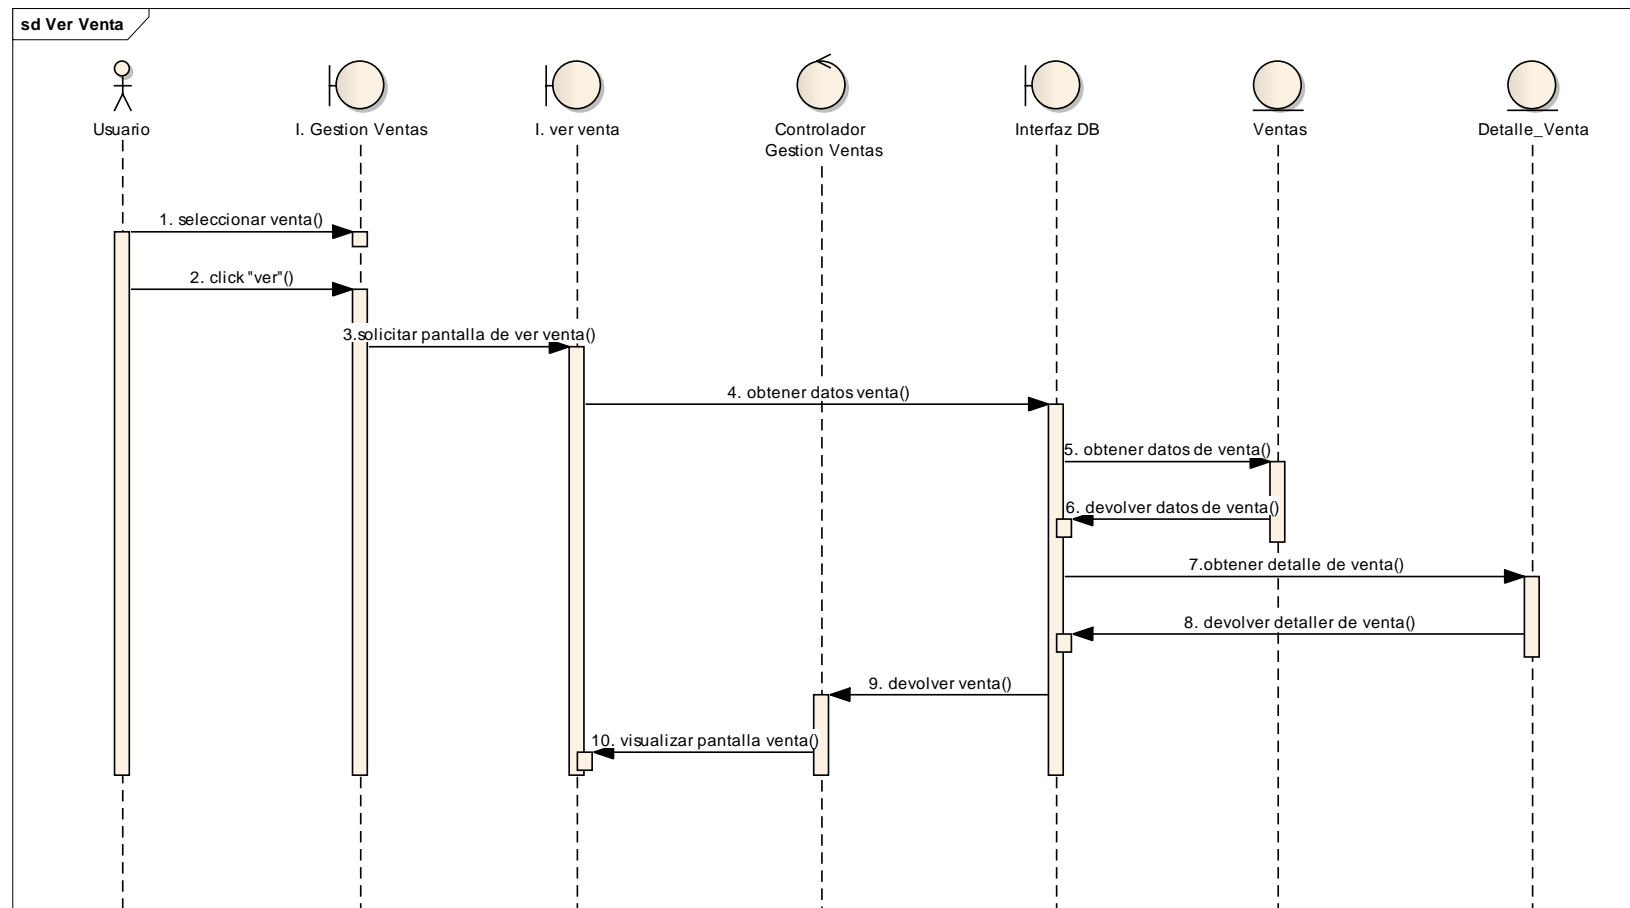 sd Ver Venta
Usuario
I. Gestion Ventas
I. ver venta
Controlador
Gestion Ventas
Interfaz DB
Ventas
Detalle_Venta
1. seleccionar venta()
2. click "ver"()
3.solicitar pantalla de ver venta()
4. obtener datos venta()
5. obtener datos de venta()
6. devolver datos de venta()
7.obtener detalle de venta()
8. devolver detaller de venta()
9. devolver venta()
10. visualizar pantalla venta()